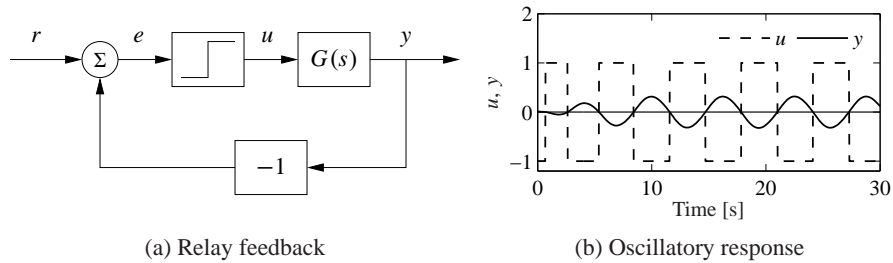 r
Σ
e
u
G(s)
y
−1
(a) Relay feedback
2
1
0
−1
u, y
u
y
0
10
20
30
Time [s]
(b) Oscillatory response